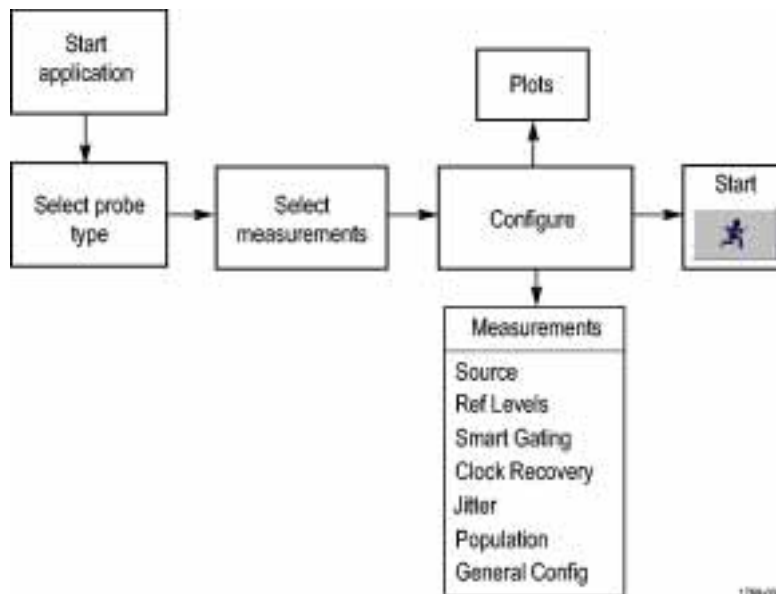 Start
application
Plots
Select probe
type
Select
measurements
Configure
Start
Measurements
Source
Ref Levels
Smart Gating
Clock Recovery
Jitter
Population
General Config